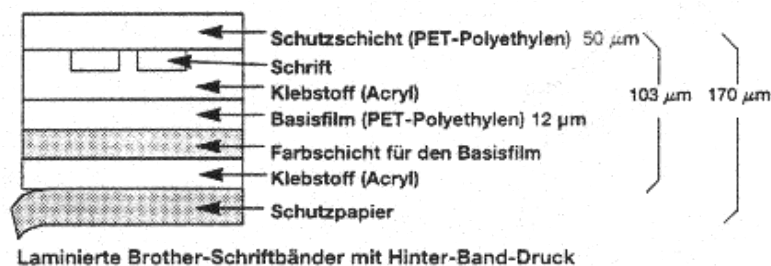 Schutzschicht (PET-Polyethylen) 50 µm
Schrift
Klebstoff (Acryl)
103 µm
170 µm
Basisfilm (PET-Polyethylen) 12 µm
Farbschicht für den Basisfilm
Klebstoff (Acryl)
Schutzpapier
Laminierte Brother-Schriftbänder mit Hinter-Band-Druck